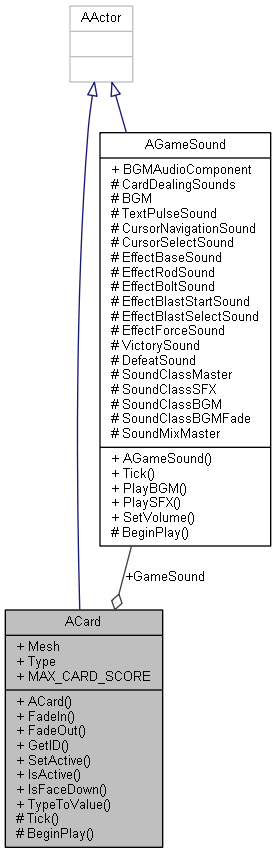 AActor
AGameSound
+ BGMAudioComponent
# CardDealingSounds
# BGM
# TextPulseSound
# CursorNavigationSound
# CursorSelectSound
# EffectBaseSound
# EffectRodSound
# EffectBoltSound
# EffectBlastStartSound
# EffectBlastSelectSound
# EffectForceSound
# VictorySound
# DefeatSound
# SoundClassMaster
# SoundClassSFX
# SoundClassBGM
# SoundClassBGMFade
# SoundMixMaster
+ AGameSound()
+ Tick()
+ PlayBGM()
+ PlaySFX()
+ SetVolume()
# BeginPlay()
+GameSound
ACard
+ Mesh
+ Type
+ MAX_CARD_SCORE
+ ACard()
+ FadeIn()
+ FadeOut()
+ GetID()
+ SetActive()
+ IsActive()
+ IsFaceDown()
+ TypeToValue()
# Tick()
# BeginPlay()